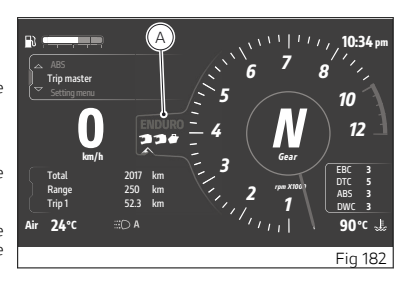 A
10:34 pm
ABS
Trip master
Setting menu
ENDURO
0
km/h
Total 2017 km
Range 250 km
Trip 1 52.3 km
Air 24°C
A
1
2
3
4
5
6
7
8
10
12
N
Gear
rpm X1000
EBC 3
DTC 5
ABS 3
DWC 3
90°C
Fig 182